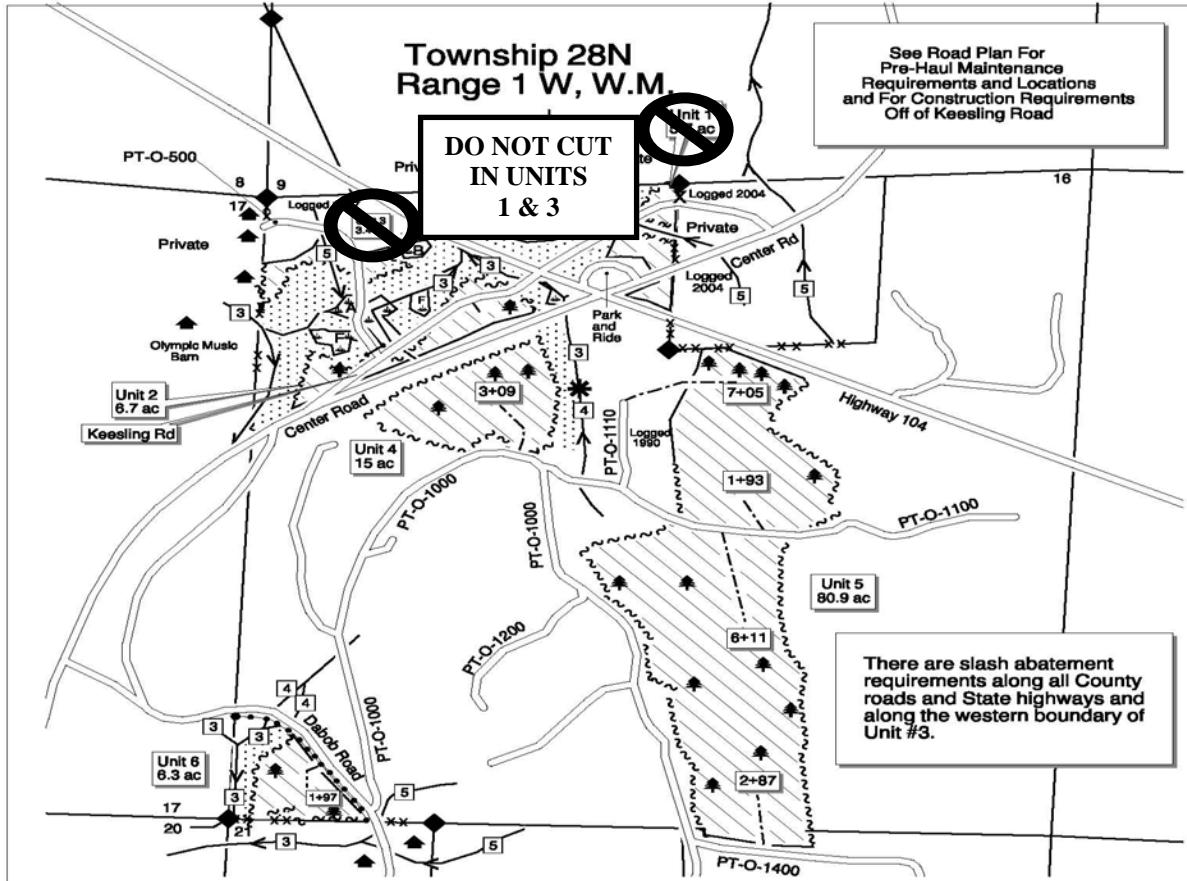 Township 28N
Range 1 W, W.M.
See Road Plan For
Pre-Haul Maintenance
Requirements and Locations
and For Construction Requirements
Off of Keesling Road
Unit 1
ac
DO NOT CUT
IN UNITS
1 & 3
PT-O-500
8
9
17
16
Logged
Logged 2004
Private
Private
Center Rd
Logged
2004
5
B
3
3
5
5
3
A
F
F
Park
and
Ride
Olympic Music
Barn
3
Unit 2
6.7 ac
3+09
7+05
4
Keesling Rd
Center Road
Highway 104
Unit 4
15 ac
PT-O-1110
Logged
1990
1+93
PT-O-1000
PT-O-1000
PT-O-1100
Unit 5
80.9 ac
6+11
PT-O-1200
There are slash abatement
requirements along all County
roads and State highways and
along the western boundary of
Unit #3.
4
4
3
3
Dabob Road
PT-O-1000
Unit 6
6.3 ac
2+87
3
1+97
5
17
20
21
3
5
PT-O-1400